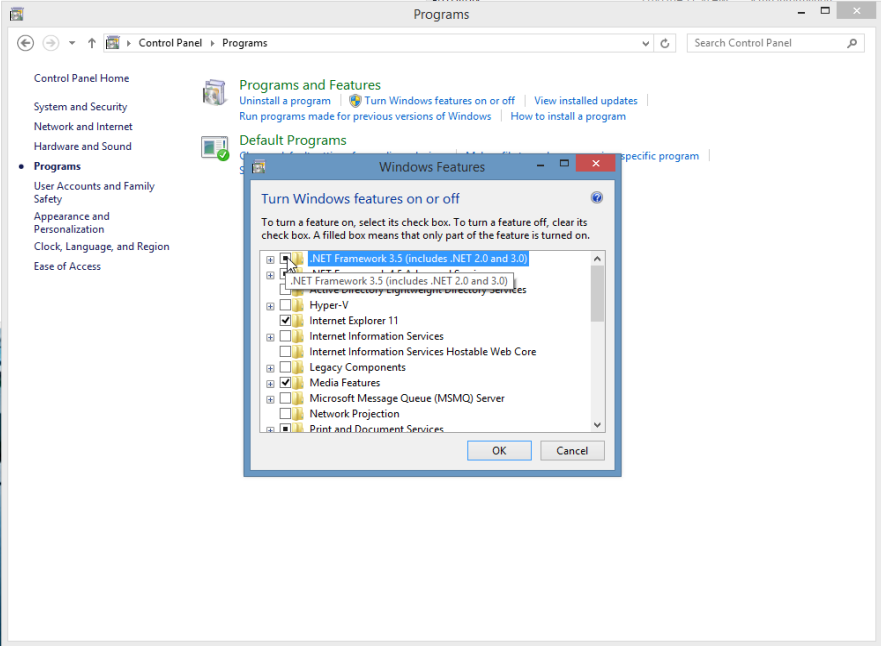 Programs
Control Panel Programs
Search Control Panel
Control Panel Home
System and Security
Network and Internet
Hardware and Sound
Programs
User Accounts and Family
Safety
Appearance and
Personalization
Clock, Language, and Region
Ease of Access
Programs and Features
Uninstall a program Turn Windows features on or off View installed updates
Run programs made for previous versions of Windows How to install a program
Default Programs
specific program
Windows Features
Turn Windows features on or off
To turn a feature on, select its check box. To turn a feature off, clear its
check box. A filled box means that only part of the feature is turned on.
.NET Framework 3.5 (includes .NET 2.0 and 3.0)
.NET Framework 3.5 (includes .NET 2.0 and 3.0)
Active Directory Lightweight Directory Services
Hyper-V
Internet Explorer 11
Internet Information Services
Internet Information Services Hostable Web Core
Legacy Components
Media Features
Microsoft Message Queue (MSMQ) Server
Network Projection
Print and Document Services
OK Cancel